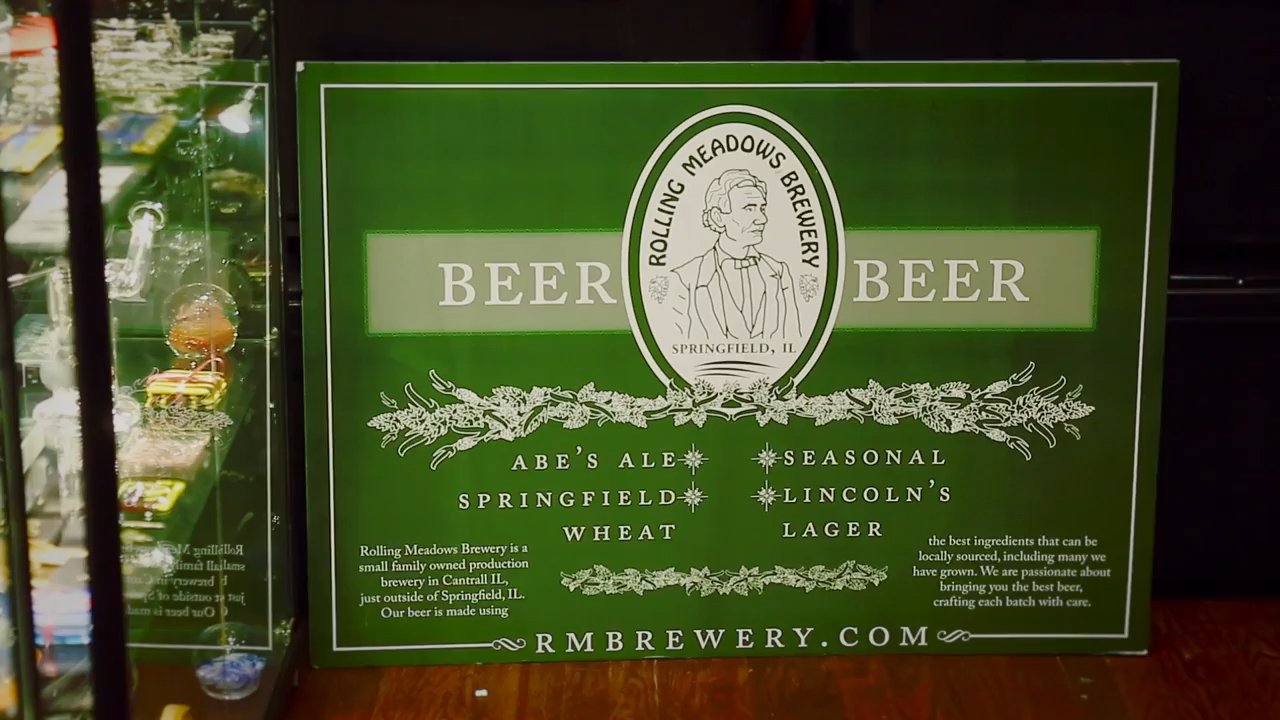 ROLLING MEADOWS BREWERY
BEER BEER
SPRINGFIELD, IL
ABE'S ALE
SPRINGFIELD
WHEAT
SEASONAL
LINCOLN'S
LAGER
Rolling Meadows Brewery is a
small family owned production
brewery in Cantrall IL,
just outside of Springfield, IL.
Our beer is made using
the best ingredients that can be
locally sourced, including many we
have grown. We are passionate about
bringing you the best beer,
crafting each batch with care.
RMBREWERY.COM